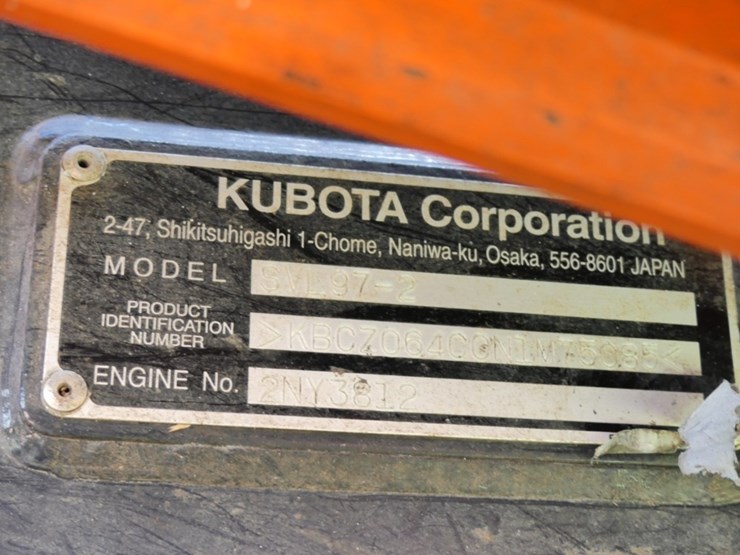 KUBOTA Corporation
2-47, Shikitsuhigashi 1-Chome, Naniwa-ku, Osaka, 556-8601 JAPAN
MODEL SVL97-2
PRODUCT
IDENTIFICATION
NUMBER
ENGINE No. 2NY3812